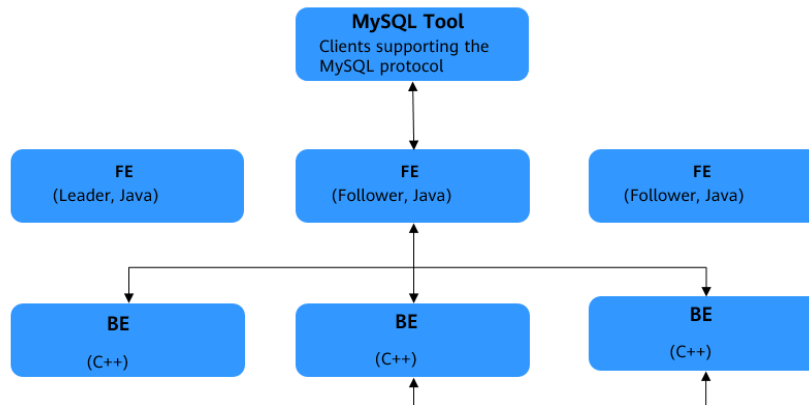 MySQL Tool
Clients supporting the
MySQL protocol
FE
(Leader, Java)
FE
(Follower, Java)
FE
(Follower, Java)
BE
(C++)
BE
(C++)
BE
(C++)